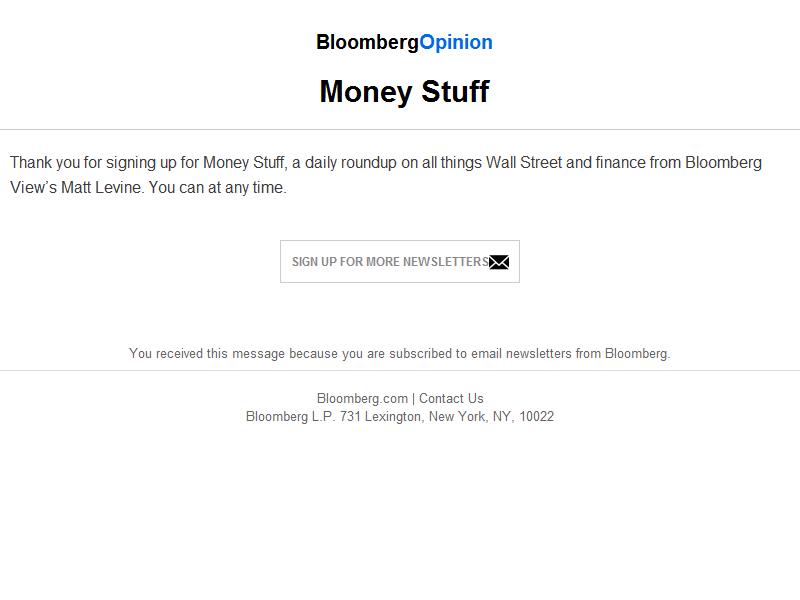 BloombergOpinion
Money Stuff
Thank you for signing up for Money Stuff, a daily roundup on all things Wall Street and finance from Bloomberg
View’s Matt Levine. You can at any time.
SIGN UP FOR MORE NEWSLETTERS
You received this message because you are subscribed to email newsletters from Bloomberg.
Bloomberg.com | Contact Us
Bloomberg L.P. 731 Lexington, New York, NY, 10022